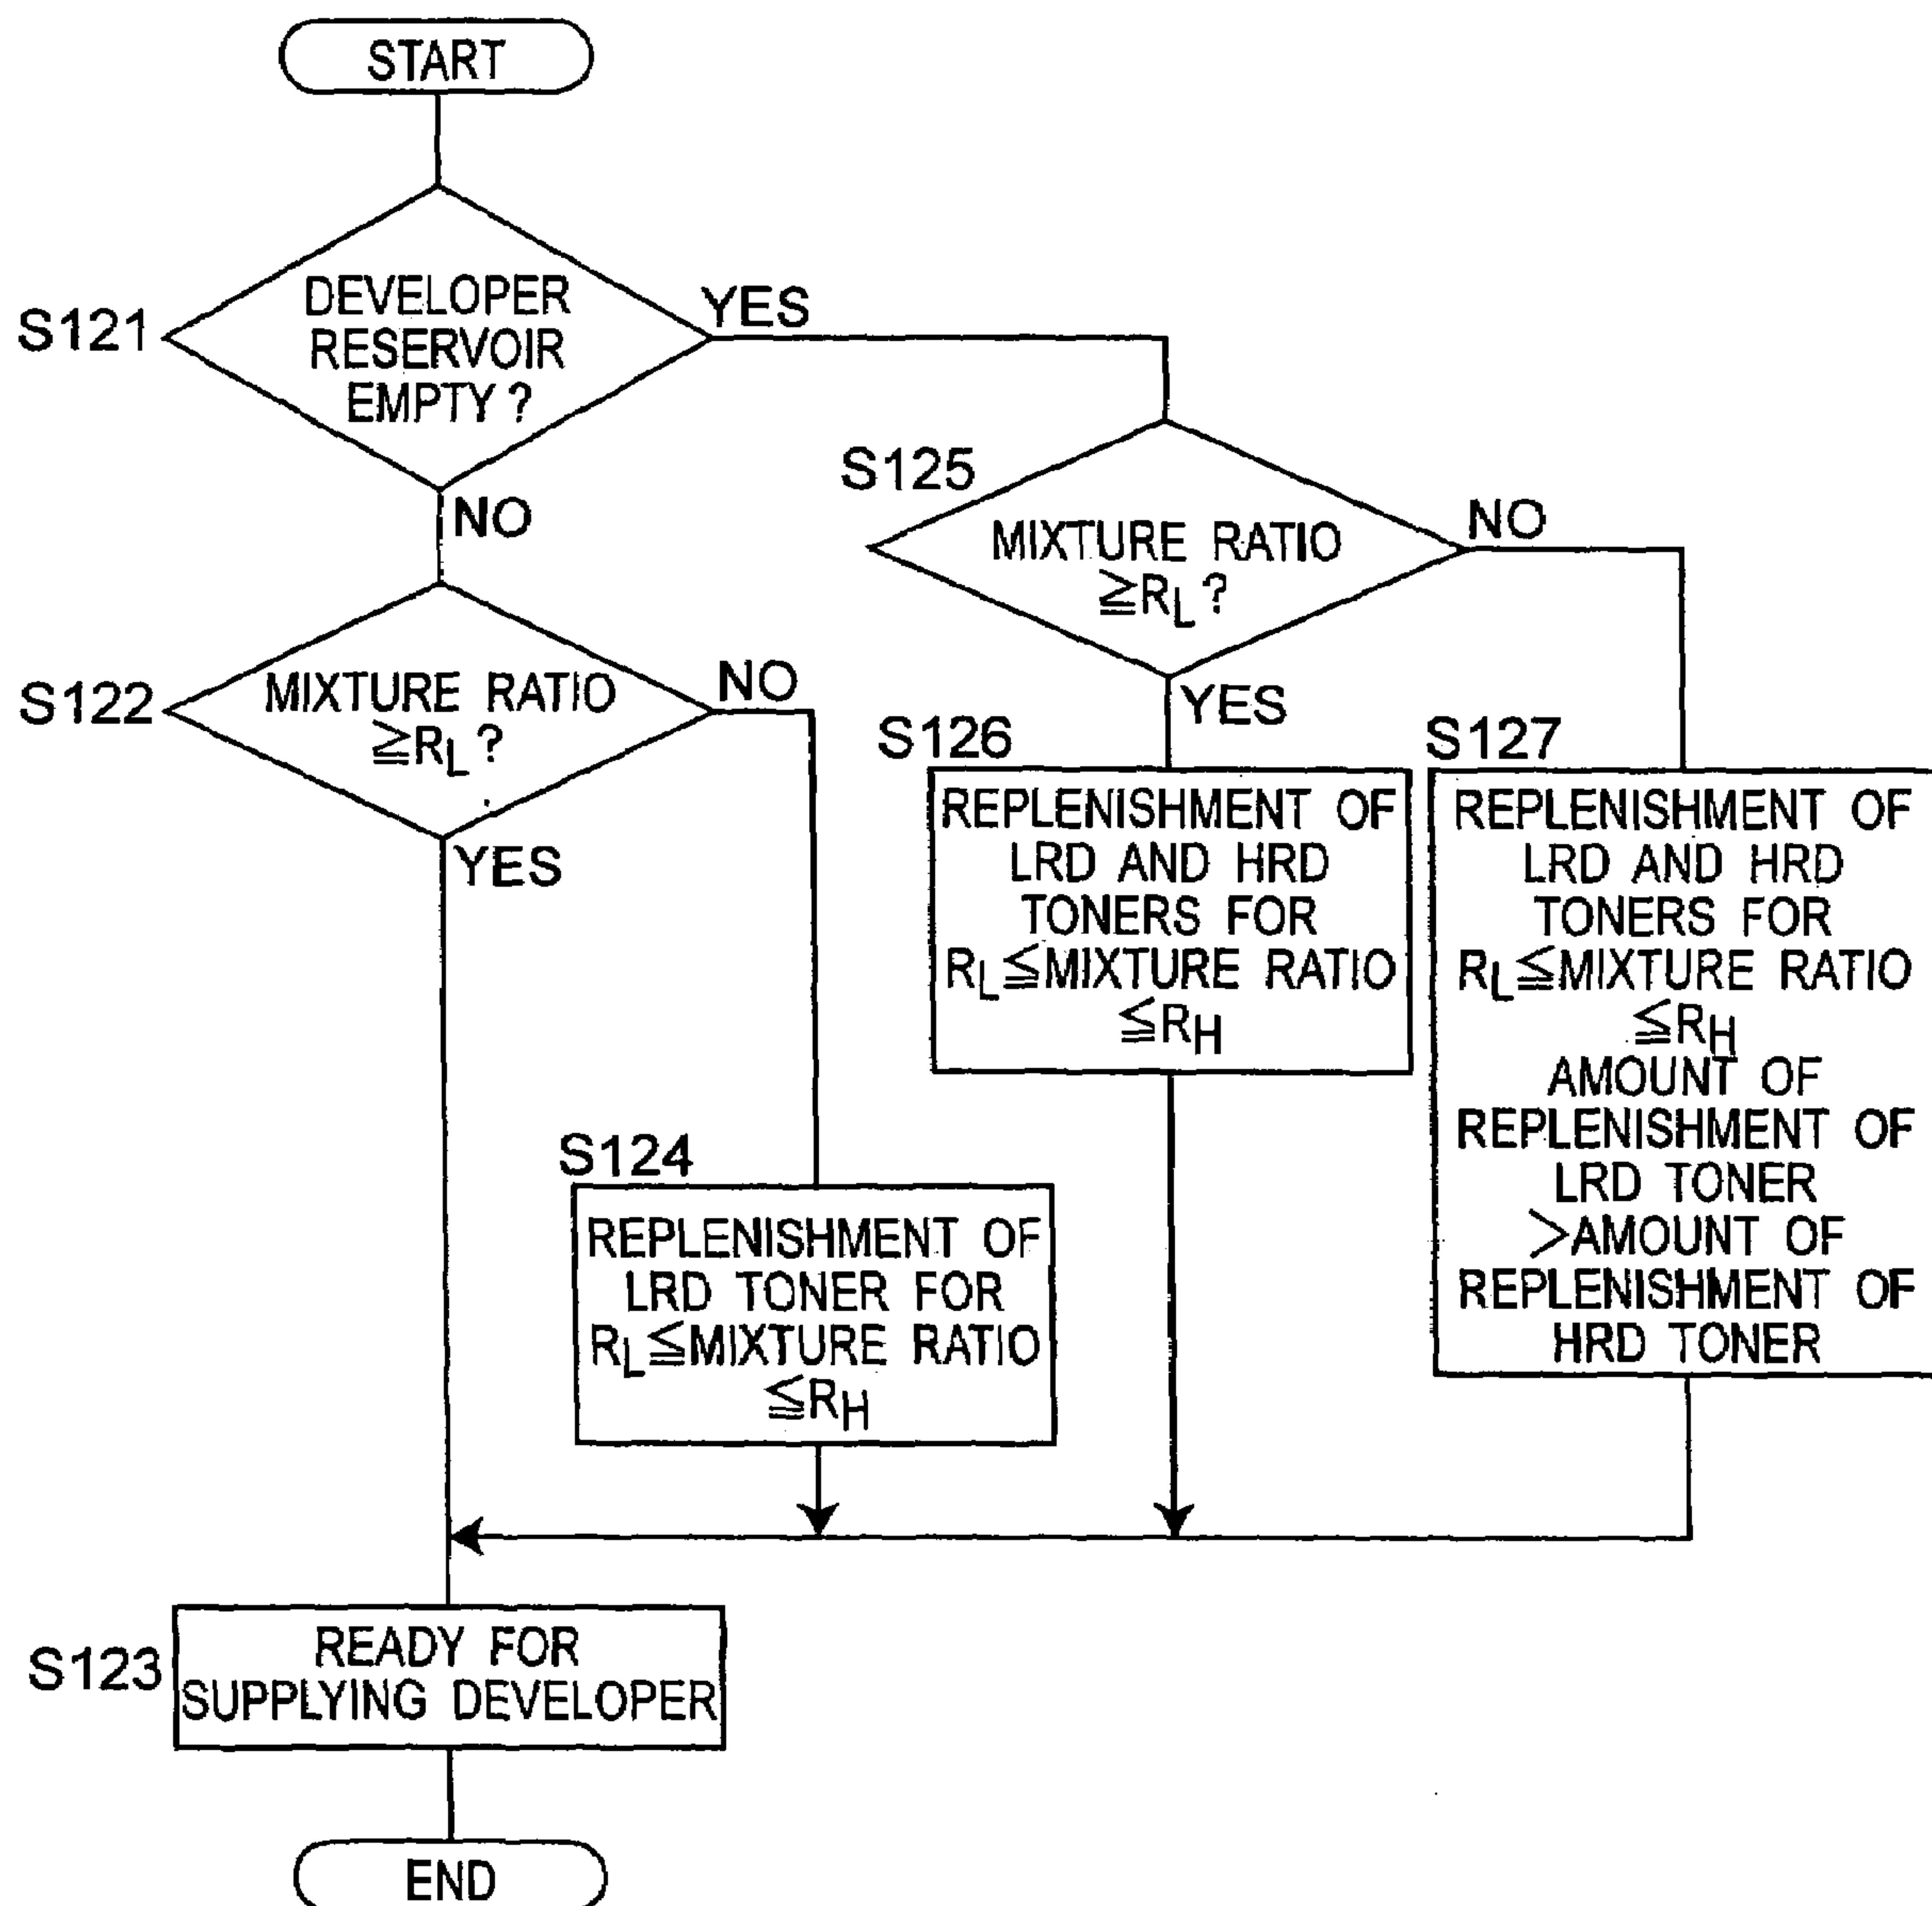 START
S121
DEVELOPER
RESERVOIR
EMPTY?
YES
NO
S122
MIXTURE RATIO
≧RL?
NO
YES
S125
MIXTURE RATIO
≧RL?
NO
YES
S126
REPLENISHMENT OF
LRD AND HRD
TONERS FOR
RL≦MIXTURE RATIO
≦RH
S127
REPLENISHMENT OF
LRD AND HRD
TONERS FOR
RL≦MIXTURE RATIO
≦RH
AMOUNT OF
REPLENISHMENT OF
LRD TONER
>AMOUNT OF
REPLENISHMENT OF
HRD TONER
S124
REPLENISHMENT OF
LRD TONER FOR
RL≦MIXTURE RATIO
≦RH
S123
READY FOR
SUPPLYING DEVELOPER
END